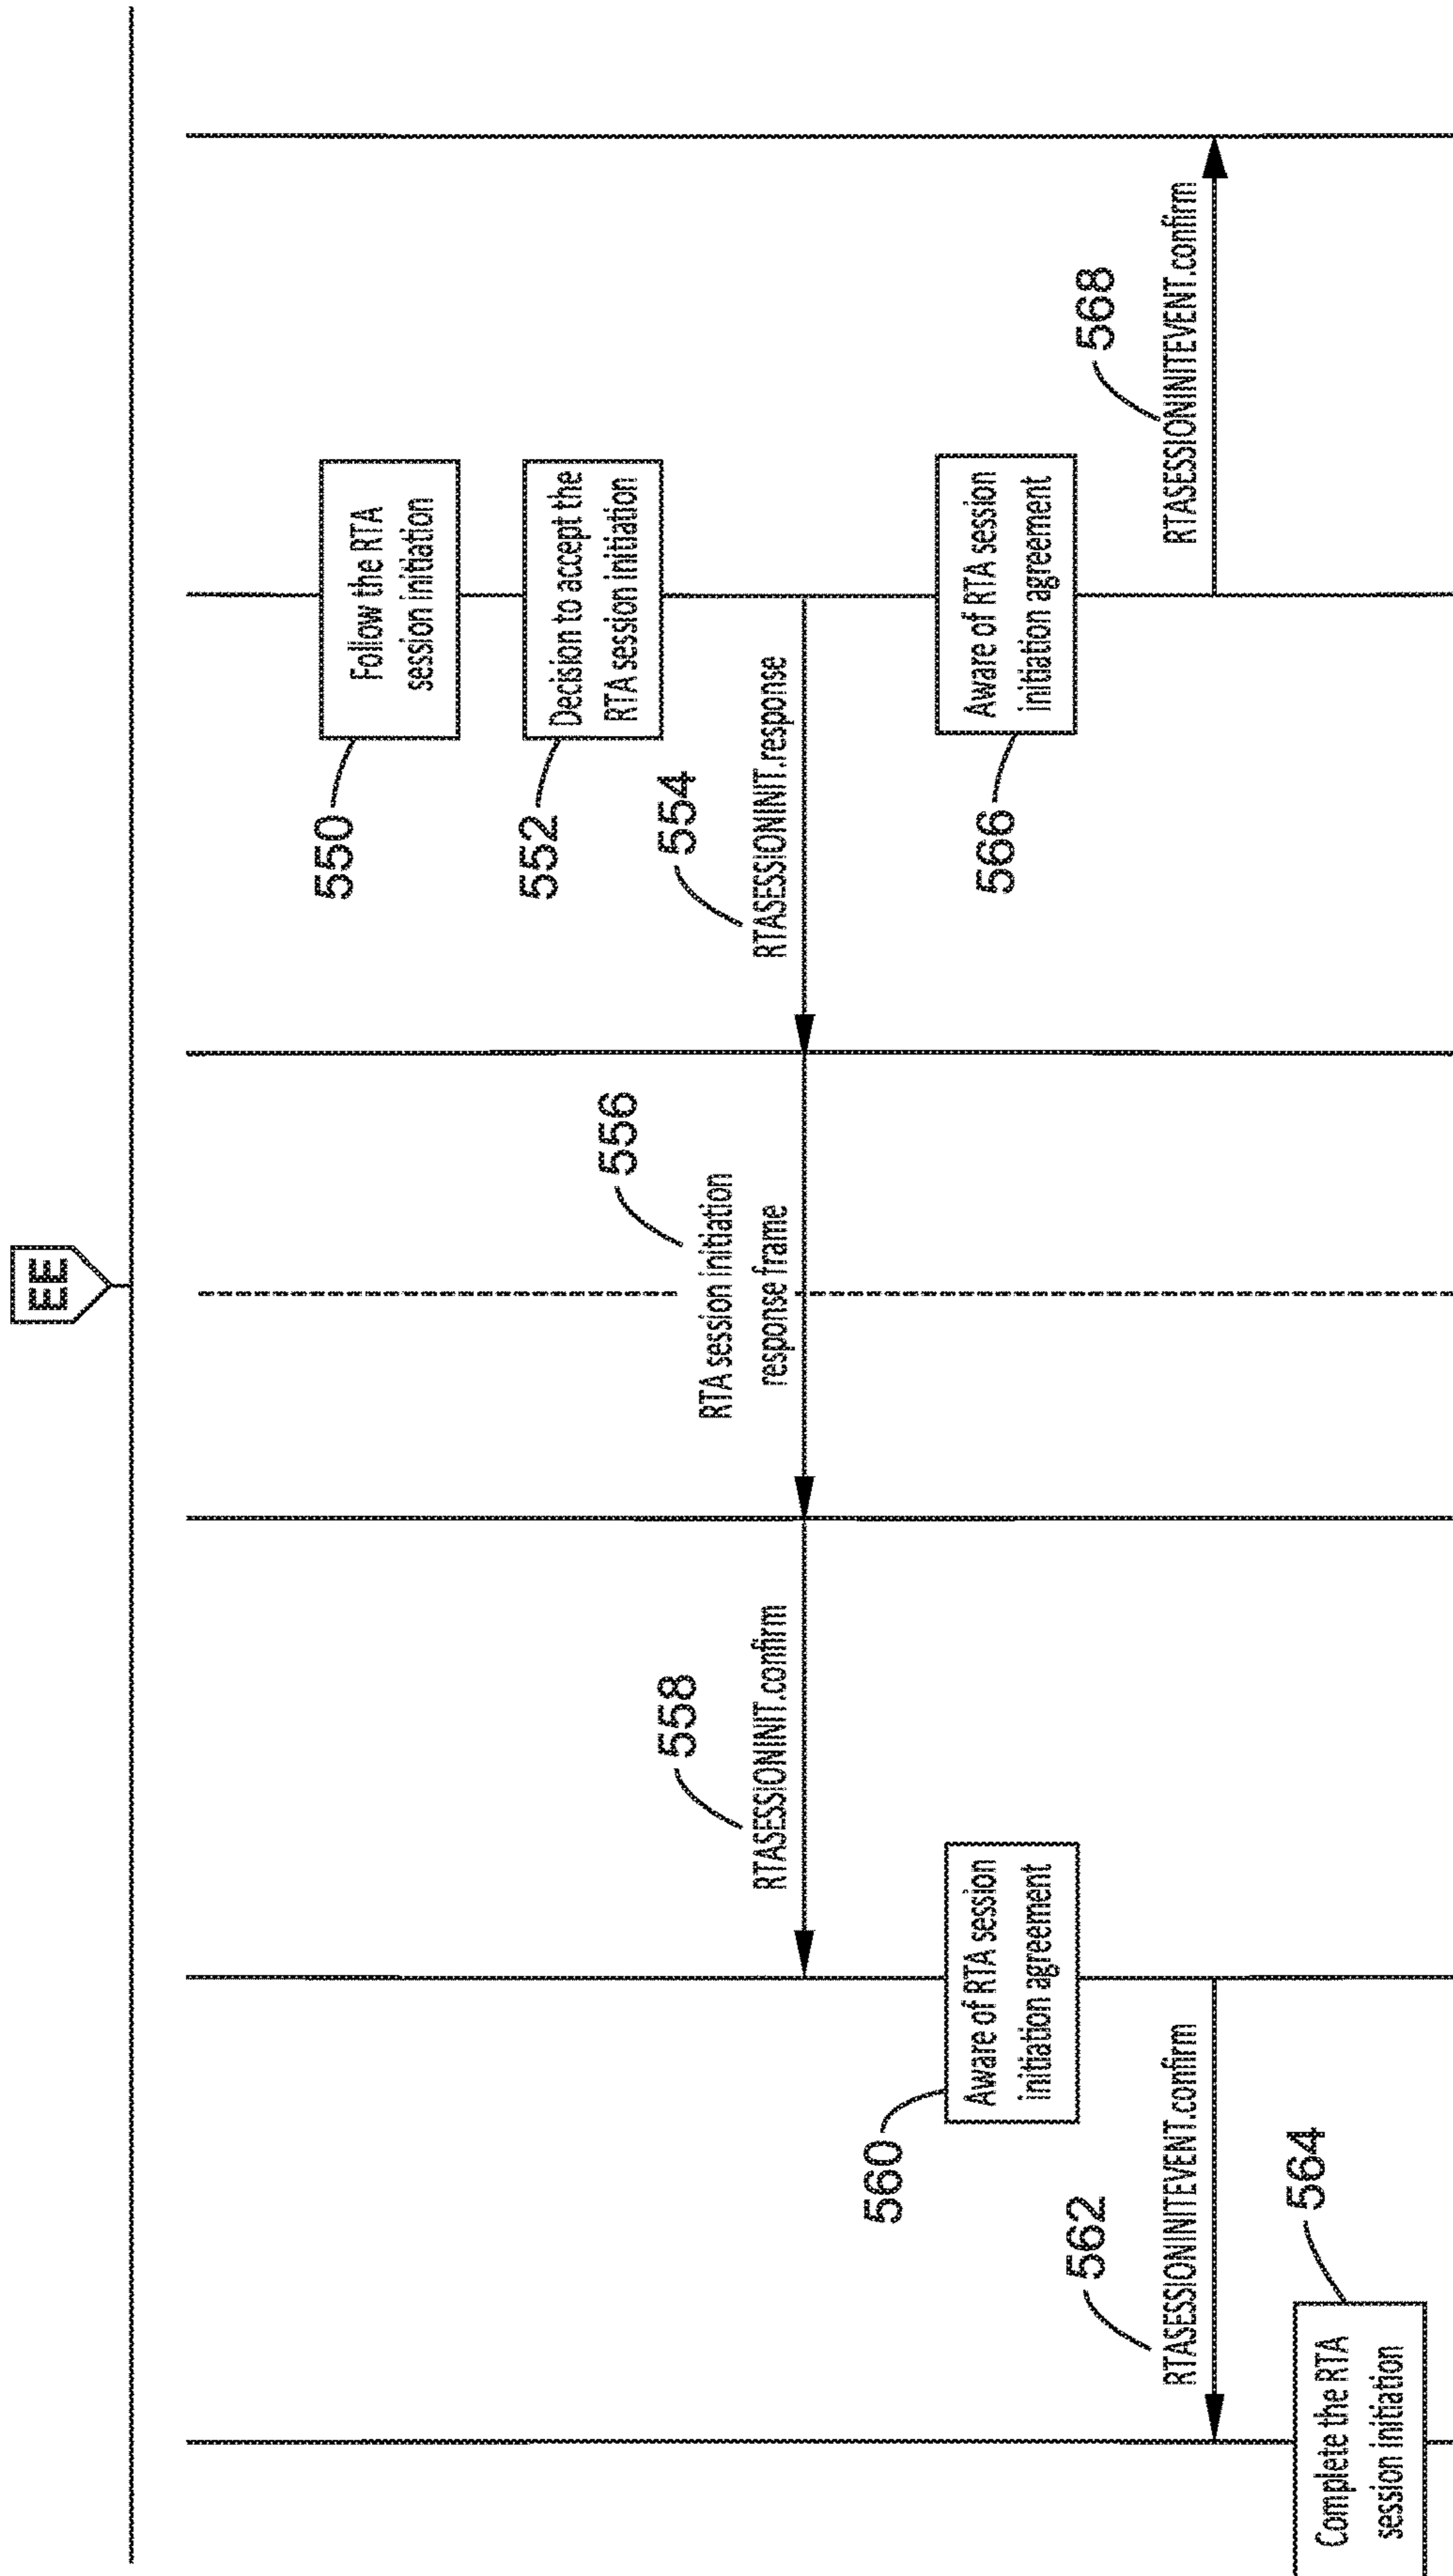 EE
550
Follow the RTA
session initiation
552
Decision to accept the
RTA session initiation
554
RTASESSIONINIT.response
556
RTA session initiation
response frame
558
RTASESSIONINIT.confirm
560
Aware of RTA session
initiation agreement
566
Aware of RTA session
initiation agreement
562
RTASESSIONINITEVENT.confirm
568
RTASESSIONINITEVENT.confirm
564
Complete the RTA
session initiation